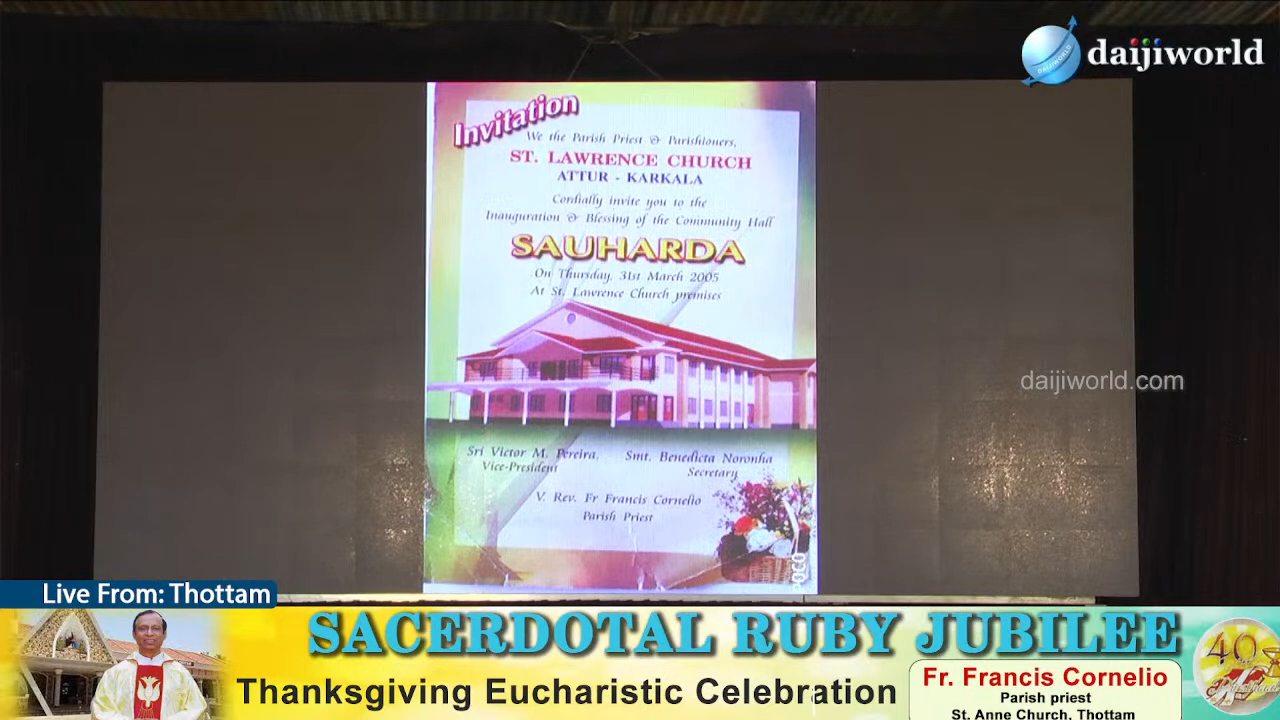 daijiworld
DAIJIWORLD
Invitation
We the Parish Priest & Parishioners,
ST. LAWRENCE CHURCH
ATTUR - KARKALA
Cordially invite you to the
Inauguration & Blessing of the Community Hall
SAUHARDA
On Thursday, 31st March 2005
At St. Lawrence Church premises
daijiworld.com
Sri Victor M. Pereira,
Vice-President
Smt. Benedicta Noronha
Secretary
V. Rev. Fr Francis Cornelio
Parish Priest
POCO
Live From: Thottam
SACERDOTAL RUBY JUBILEE
Thanksgiving Eucharistic Celebration
Fr. Francis Cornelio
Parish priest
St. Anne Church, Thottam
40